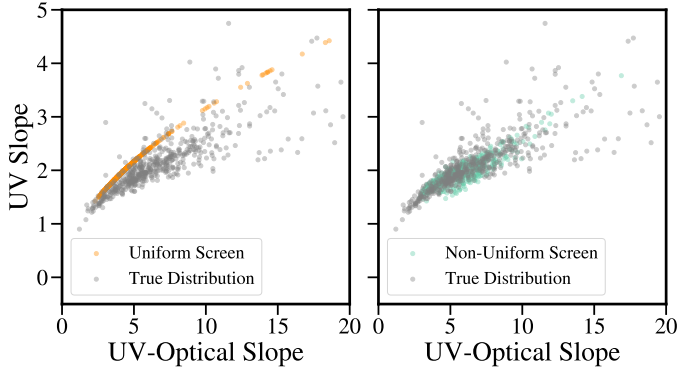 5
4
3
2
1
0
UV Slope
Uniform Screen
True Distribution
0 5 10 15 20
UV-Optical Slope
Non-Uniform Screen
True Distribution
0 5 10 15 20
UV-Optical Slope